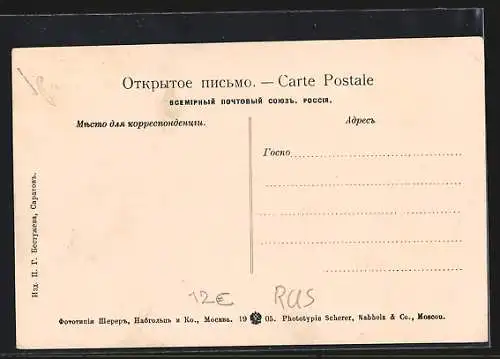 Открытое письмо. — Carte Postale
ВСЕМІРНЫЙ ПОЧТОВЫЙ СОЮЗЪ. РОССІЯ.
Мѣсто для корреспонденціи.
Адресъ
Госпо
Изд. П. Г. Бестужева, Саратовъ.
12€ RUS
Фототипія Шереръ, Набгольцъ и Ко., Москва. 19 05. Phototypie Scherer, Nabholz & Co., Moscou.